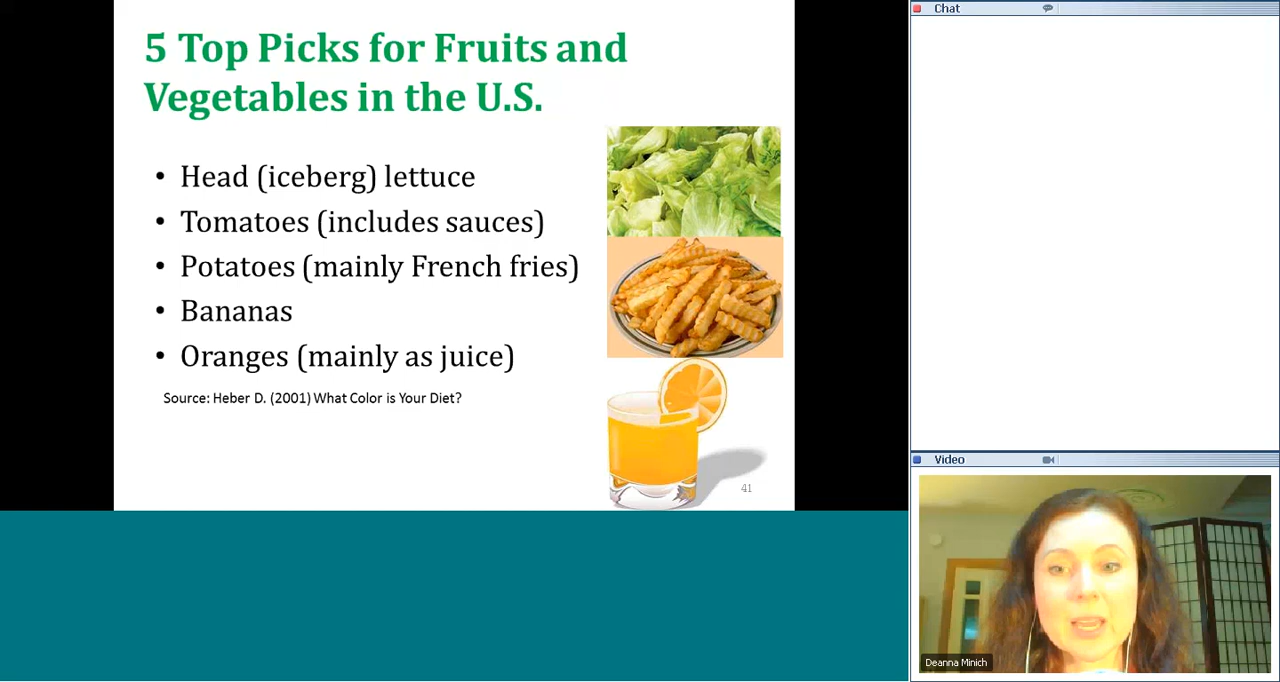 5 Top Picks for Fruits and
Vegetables in the U.S.
• Head (iceberg) lettuce
• Tomatoes (includes sauces)
• Potatoes (mainly French fries)
• Bananas
• Oranges (mainly as juice)
Source: Heber D. (2001) What Color is Your Diet?
41
Chat
Video
Deanna Minich